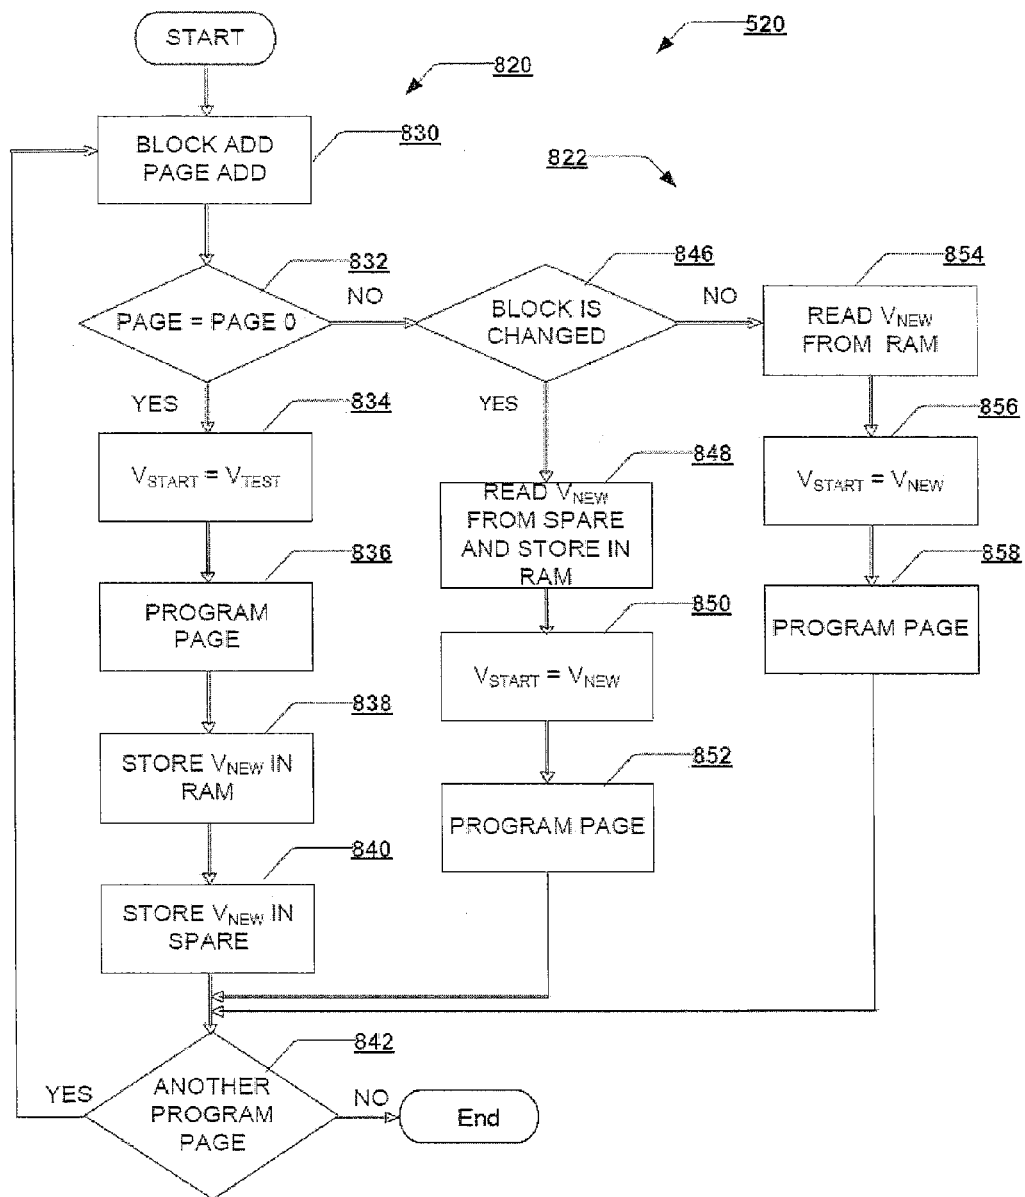 START
520
820
BLOCK ADD
PAGE ADD
830
822
832
PAGE = PAGE 0
NO
846
BLOCK IS
CHANGED
NO
854
READ VNEW
FROM RAM
YES
834
VSTART = VTEST
YES
848
READ VNEW
FROM SPARE
AND STORE IN
RAM
856
VSTART = VNEW
836
PROGRAM
PAGE
850
VSTART = VNEW
858
PROGRAM PAGE
838
STORE VNEW IN
RAM
852
PROGRAM PAGE
840
STORE VNEW IN
SPARE
842
ANOTHER
PROGRAM
PAGE
YES
NO
End